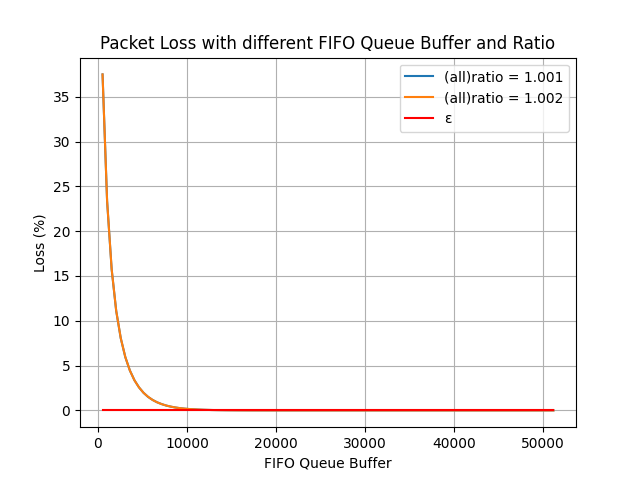 Packet Loss with different FIFO Queue Buffer and Ratio
(all)ratio = 1.001
(all)ratio = 1.002
ε
35
30
25
20
15
10
5
0
Loss (%)
0 10000 20000 30000 40000 50000
FIFO Queue Buffer